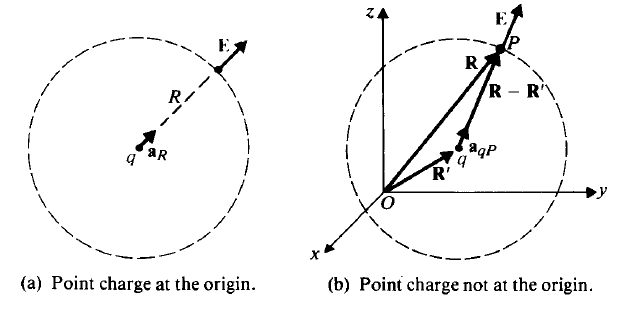 E
R
q
a_R
(a) Point charge at the origin.
z
E
P
R
R − R'
a_qP
q
R'
O
y
x
(b) Point charge not at the origin.